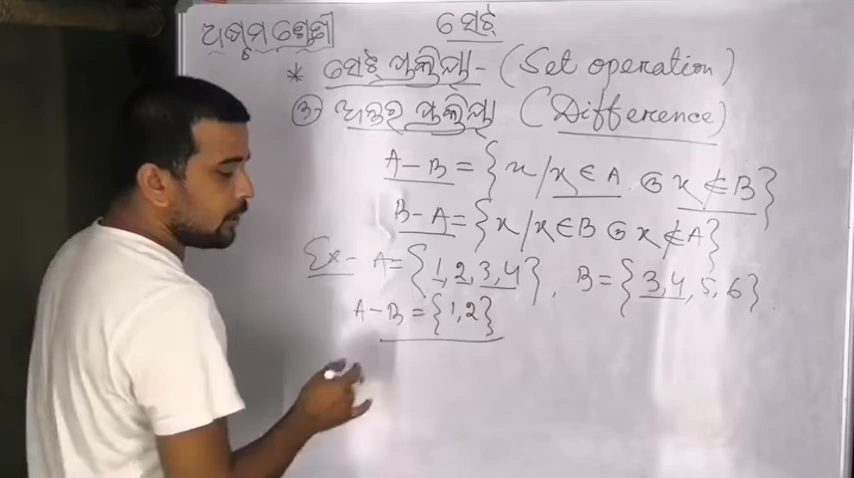 ସେଟ୍
ଅଷ୍ଟମ ଶ୍ରେଣୀ
* ସେଟ୍ ପ୍ରକ୍ରିୟା - (Set operation)
୩) ଅନ୍ତର ପ୍ରକ୍ରିୟା (Difference)
A - B = {x / x ∈ A ଓ x ∉ B}
B - A = {x / x ∈ B ଓ x ∉ A}
Ex - A = {1, 2, 3, 4}, B = {3, 4, 5, 6}
A - B = {1, 2}